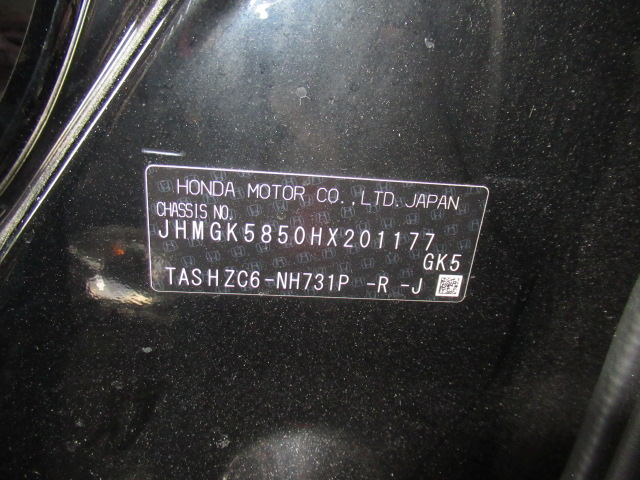 HONDA MOTOR CO.,LTD.JAPAN
CHASSIS NO.
JHMGK5850HX201177
GK5
TASHZC6-NH731P -R -J